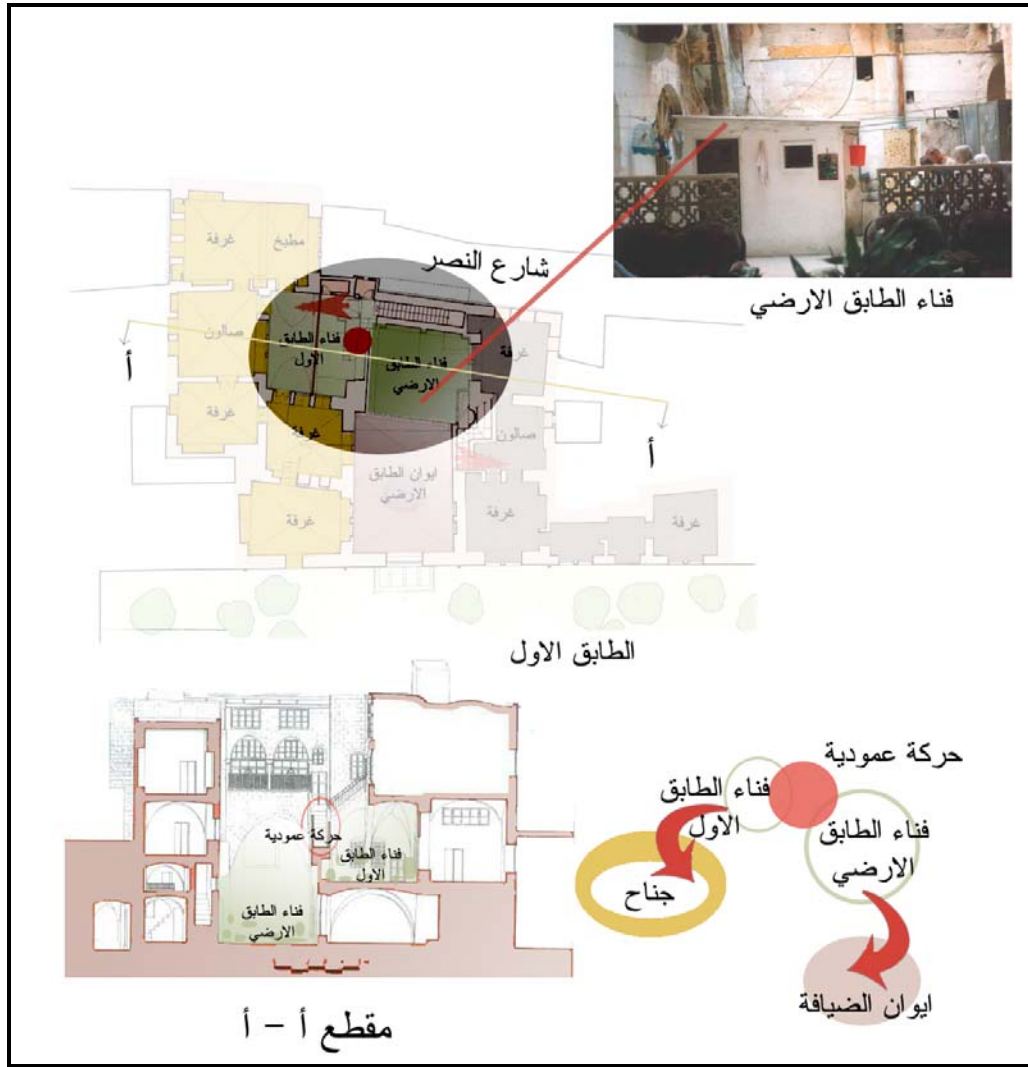 فناء الطابق الارضي
شارع النصر
غرفة
مطبخ
صالون
فناء الطابق
الاول
فناء الطابق
الارضي
غرفة
أ
أ
غرفة
غرفة
صالون
ايوان الطابق
الارضي
غرفة
غرفة
غرفة
الطابق الاول
حركة عمودية
فناء الطابق
الاول
فناء الطابق
الارضي
مقطع أ - أ
حركة عمودية
فناء الطابق
الاول
فناء الطابق
الارضي
جناح
ايوان الضيافة